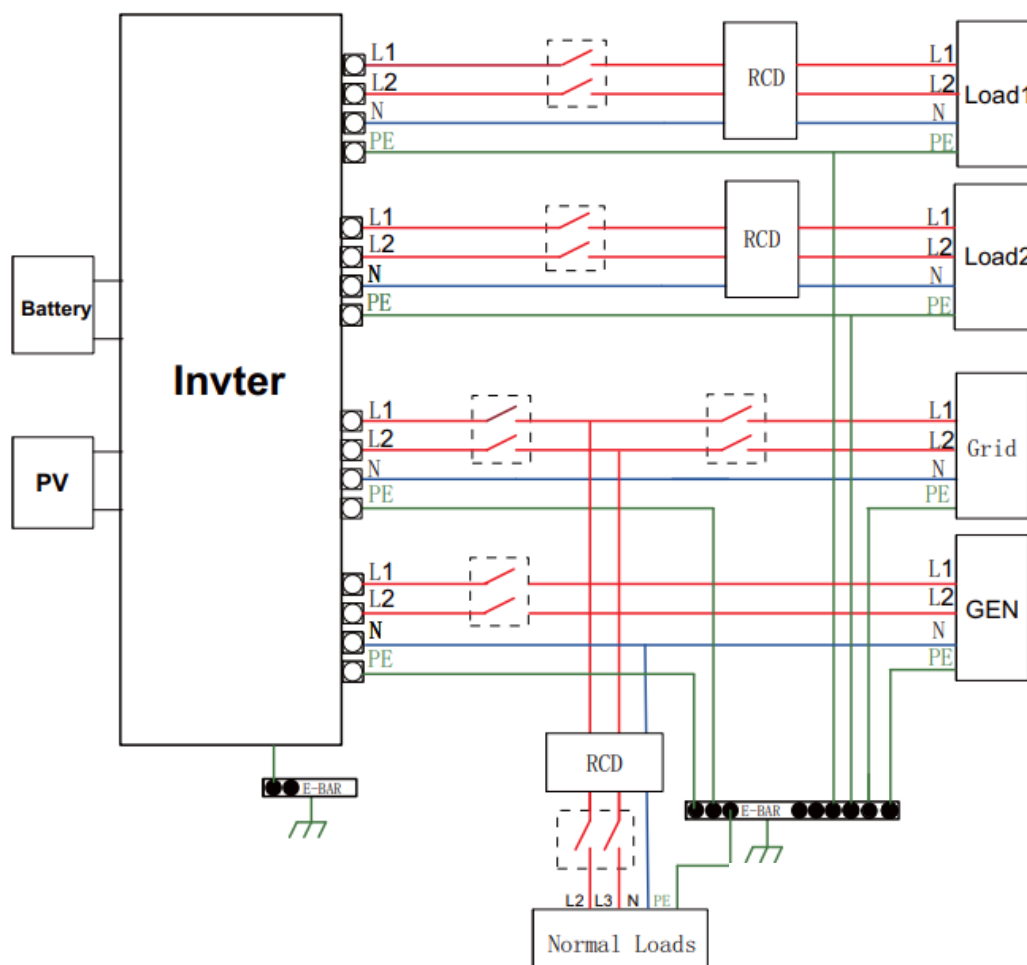 L1
L1
L2
L2
N
N
PE
PE
RCD
Load1
L1
L1
L2
L2
N
N
PE
PE
RCD
Load2
Battery
Invter
PV
L1
L1
L2
L2
N
N
PE
PE
Grid
L1
L1
L2
L2
N
N
PE
PE
GEN
RCD
E-BAR
E-BAR
L2 L3 N PE
Normal Loads